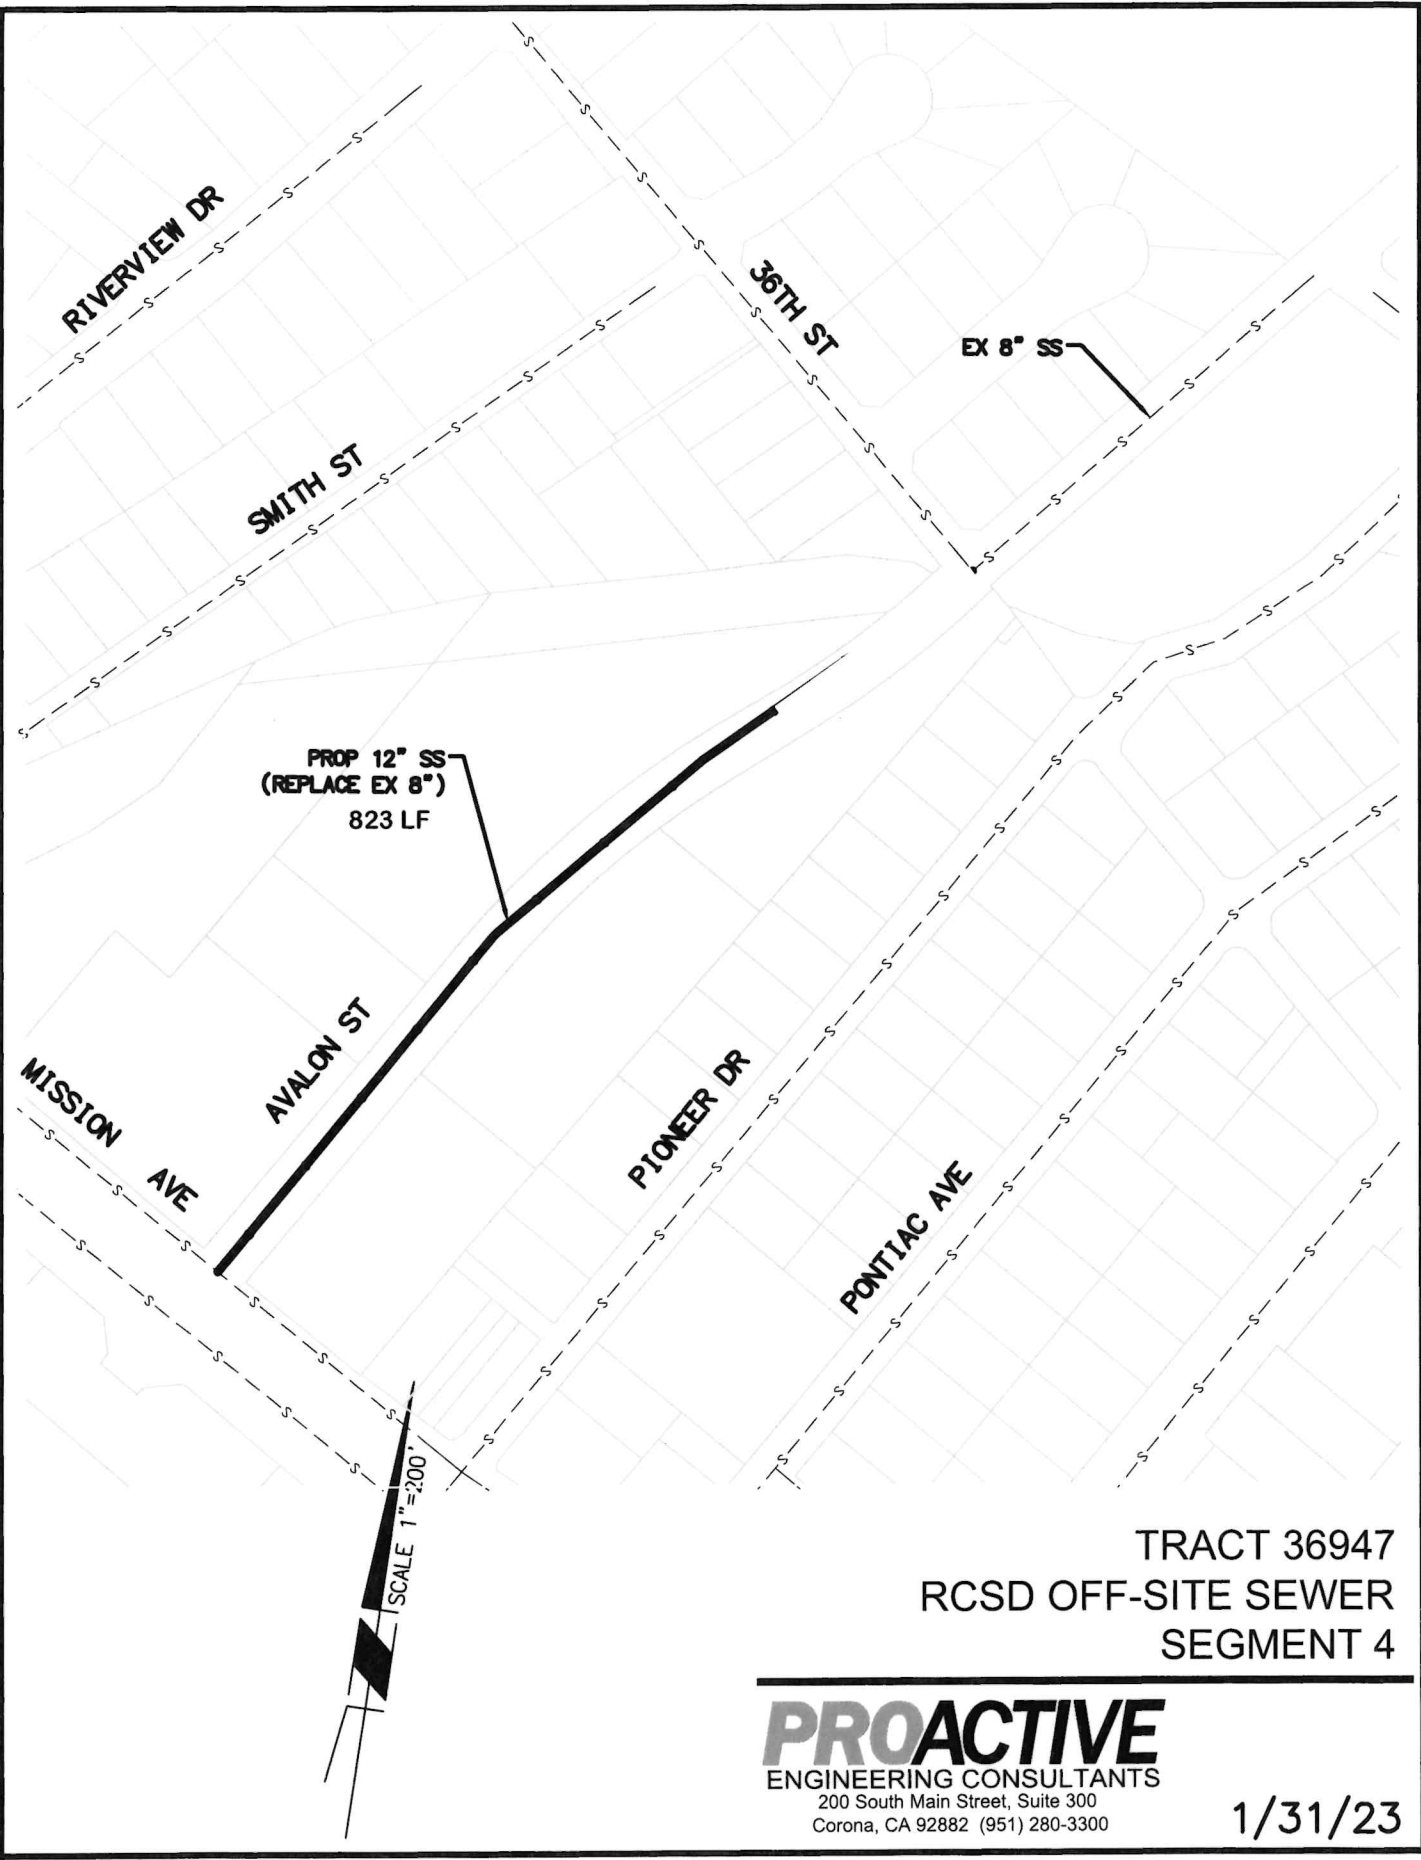 RIVERVIEW DR
36TH ST
EX 8" SS
SMITH ST
PROP 12" SS
(REPLACE EX 8")
823 LF
AVALON ST
MISSION AVE
PIONEER DR
PONTIAC AVE
SCALE 1"=200'
TRACT 36947
RCSD OFF-SITE SEWER
SEGMENT 4
PROACTIVE
ENGINEERING CONSULTANTS
200 South Main Street, Suite 300
Corona, CA 92882 (951) 280-3300
1/31/23